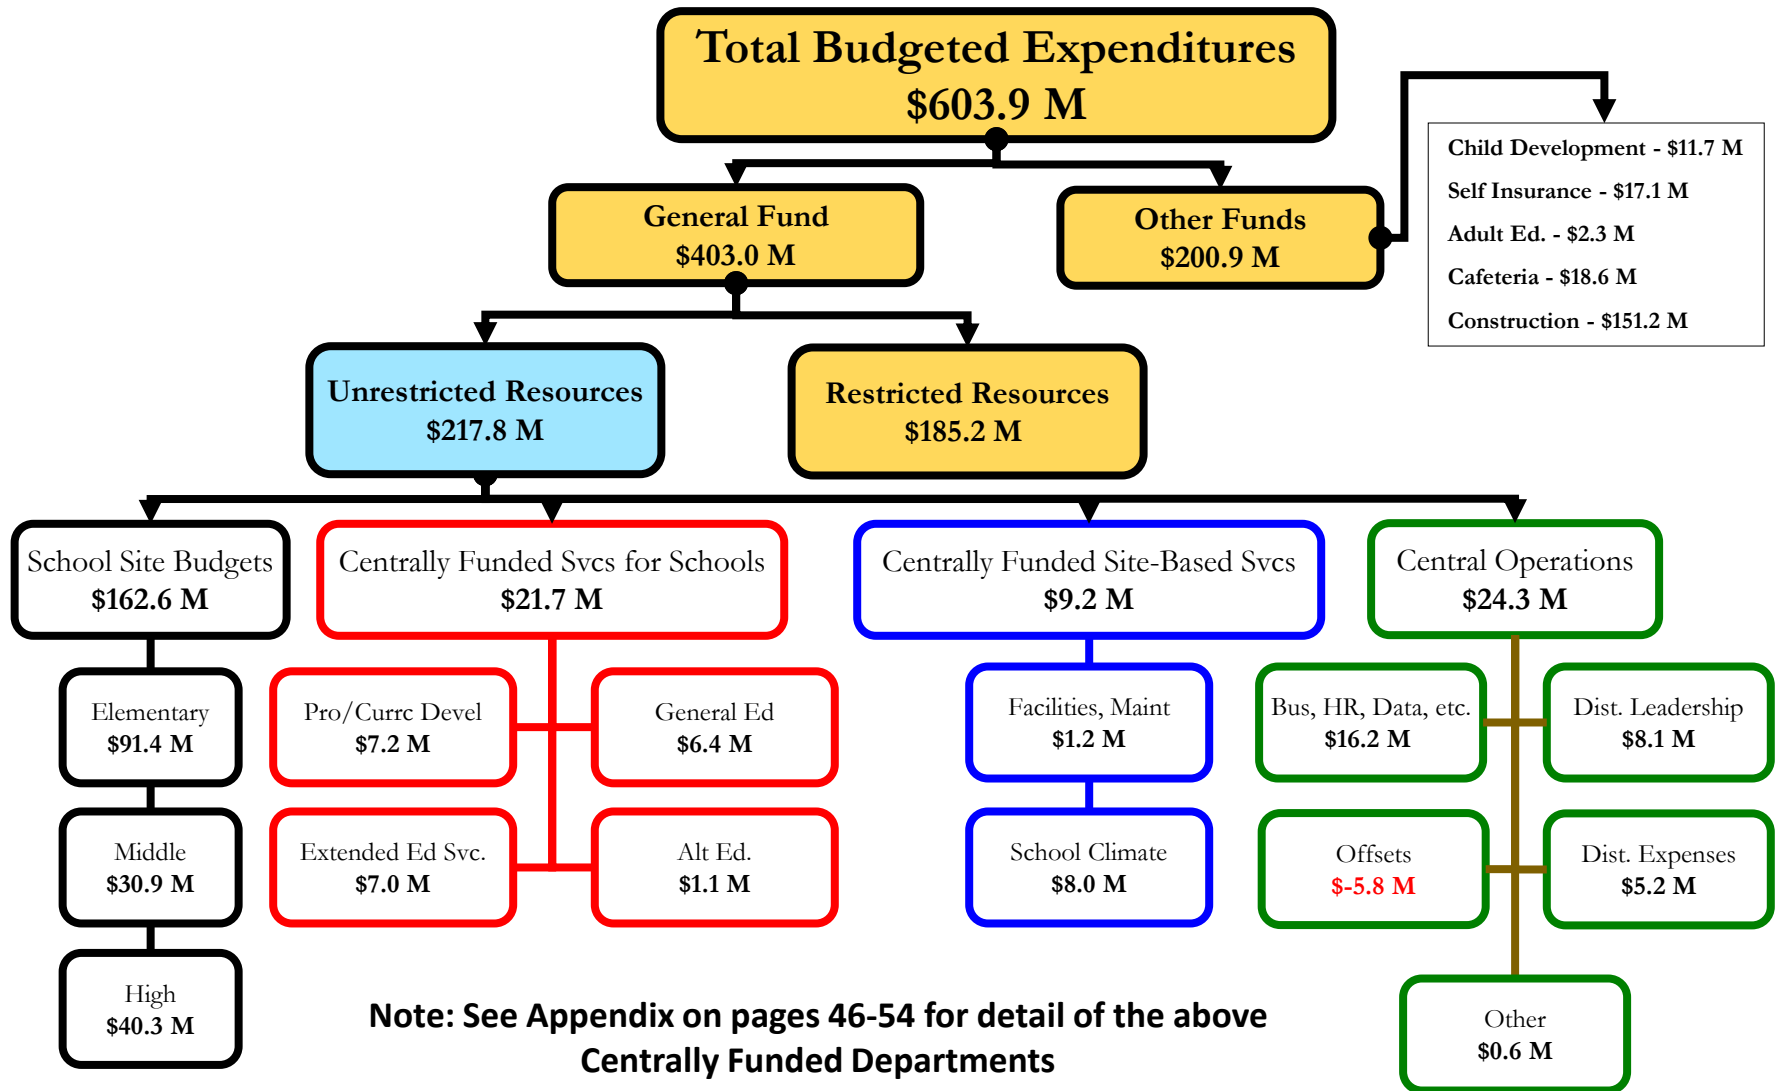 Total Budgeted Expenditures
$603.9 M
Child Development - $11.7 M
Self Insurance - $17.1 M
Adult Ed. - $2.3 M
Cafeteria - $18.6 M
Construction - $151.2 M
General Fund
$403.0 M
Other Funds
$200.9 M
Unrestricted Resources
$217.8 M
Restricted Resources
$185.2 M
School Site Budgets
$162.6 M
Centrally Funded Svcs for Schools
$21.7 M
Centrally Funded Site-Based Svcs
$9.2 M
Central Operations
$24.3 M
Elementary
$91.4 M
Pro/Currc Devel
$7.2 M
General Ed
$6.4 M
Facilities, Maint
$1.2 M
Bus, HR, Data, etc.
$16.2 M
Dist. Leadership
$8.1 M
Middle
$30.9 M
Extended Ed Svc.
$7.0 M
Alt Ed.
$1.1 M
School Climate
$8.0 M
Offsets
$-5.8 M
Dist. Expenses
$5.2 M
High
$40.3 M
Other
$0.6 M
Note: See Appendix on pages 46-54 for detail of the above
Centrally Funded Departments